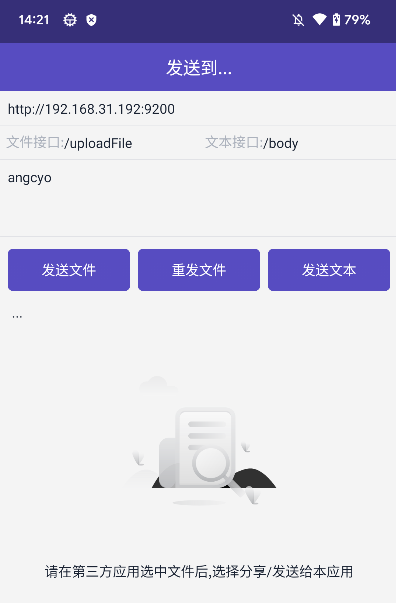 14:21 79%
发送到...
http://192.168.31.192:9200
文件接口:/uploadFile 文本接口:/body
angcyo
发送文件 重发文件 发送文本
...
请在第三方应用选中文件后,选择分享/发送给本应用